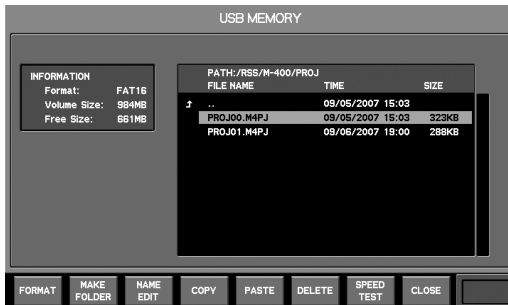 USB MEMORY
INFORMATION
Format: FAT16
Volume Size: 984MB
Free Size: 661MB
PATH:/RSS/M-400/PROJ
FILE NAME TIME SIZE
.. 09/05/2007 15:03
PROJ00.M4PJ 09/05/2007 15:03 323KB
PROJ01.M4PJ 09/06/2007 19:00 288KB
FORMAT
MAKE
FOLDER
NAME
EDIT
COPY
PASTE
DELETE
SPEED
TEST
CLOSE